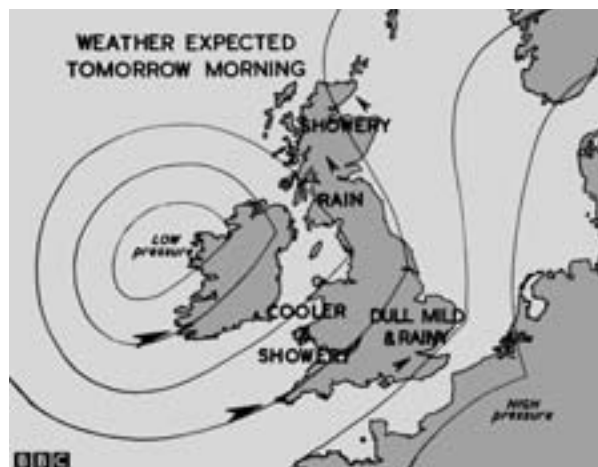 WEATHER EXPECTED
TOMORROW MORNING
SHOWERY
RAIN
LOW
pressure
COOLER
SHOWERY
DULL MILD
& RAINY
HIGH
pressure
BBC